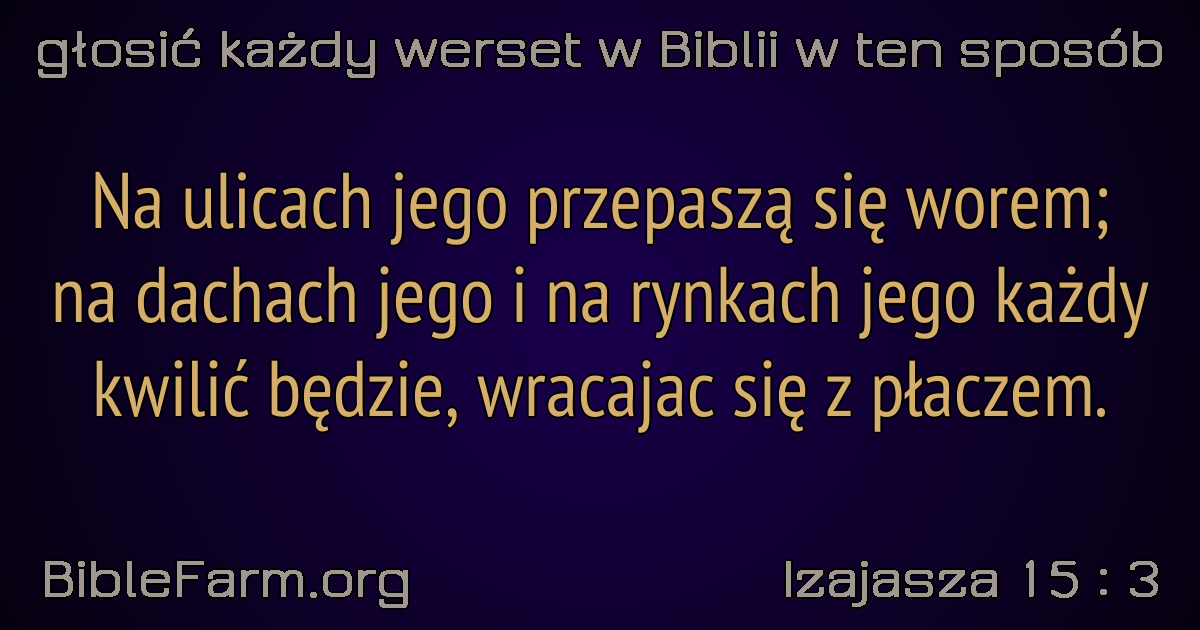 głosić każdy werset w Biblii w ten sposób
Na ulicach jego przepaszą się worem;
na dachach jego i na rynkach jego każdy
kwilić będzie, wracajac się z płaczem.
BibleFarm.org
Izajasza 15 : 3